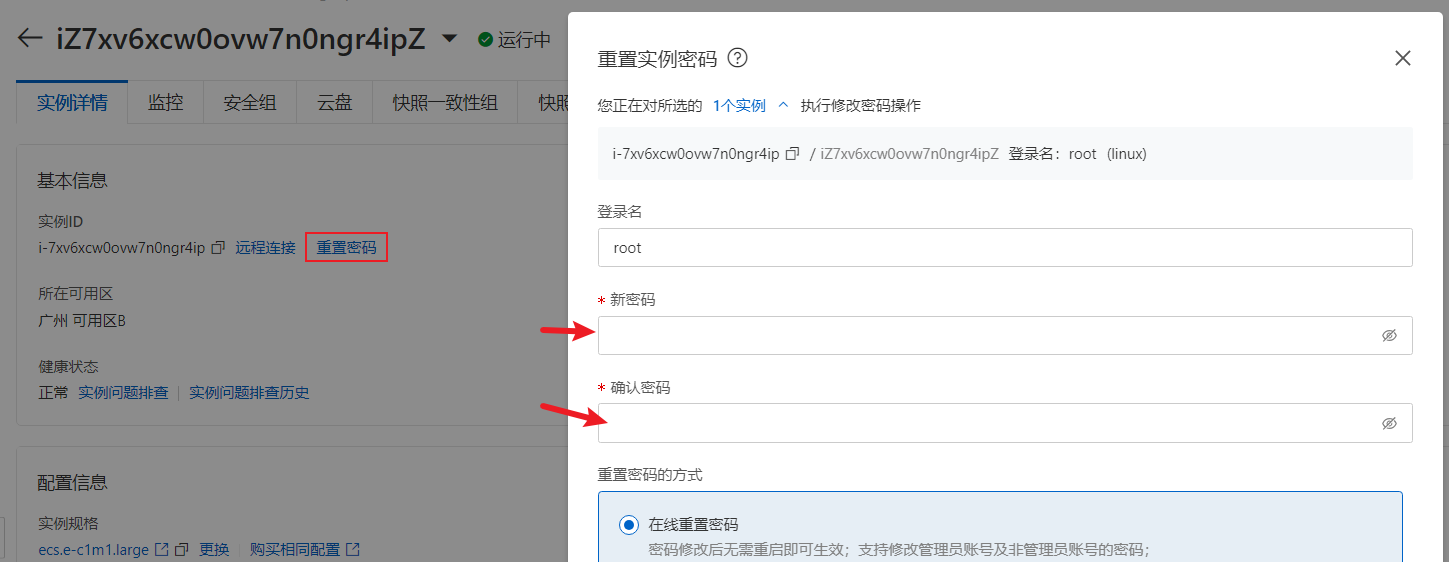 iZ7xv6xcw0ovw7n0ngr4ipZ 运行中
实例详情 监控 安全组 云盘 快照一致性组 快照
基本信息
实例ID
i-7xv6xcw0ovw7n0ngr4ip 远程连接 重置密码
所在可用区
广州 可用区B
健康状态
正常 实例问题排查 实例问题排查历史
配置信息
实例规格
ecs.e-c1m1.large 更换 购买相同配置
重置实例密码
您正在对所选的 1个实例 执行修改密码操作
i-7xv6xcw0ovw7n0ngr4ip / iZ7xv6xcw0ovw7n0ngr4ipZ 登录名：root (linux)
登录名
root
* 新密码
* 确认密码
重置密码的方式
在线重置密码
密码修改后无需重启即可生效；支持修改管理员账号及非管理员账号的密码；